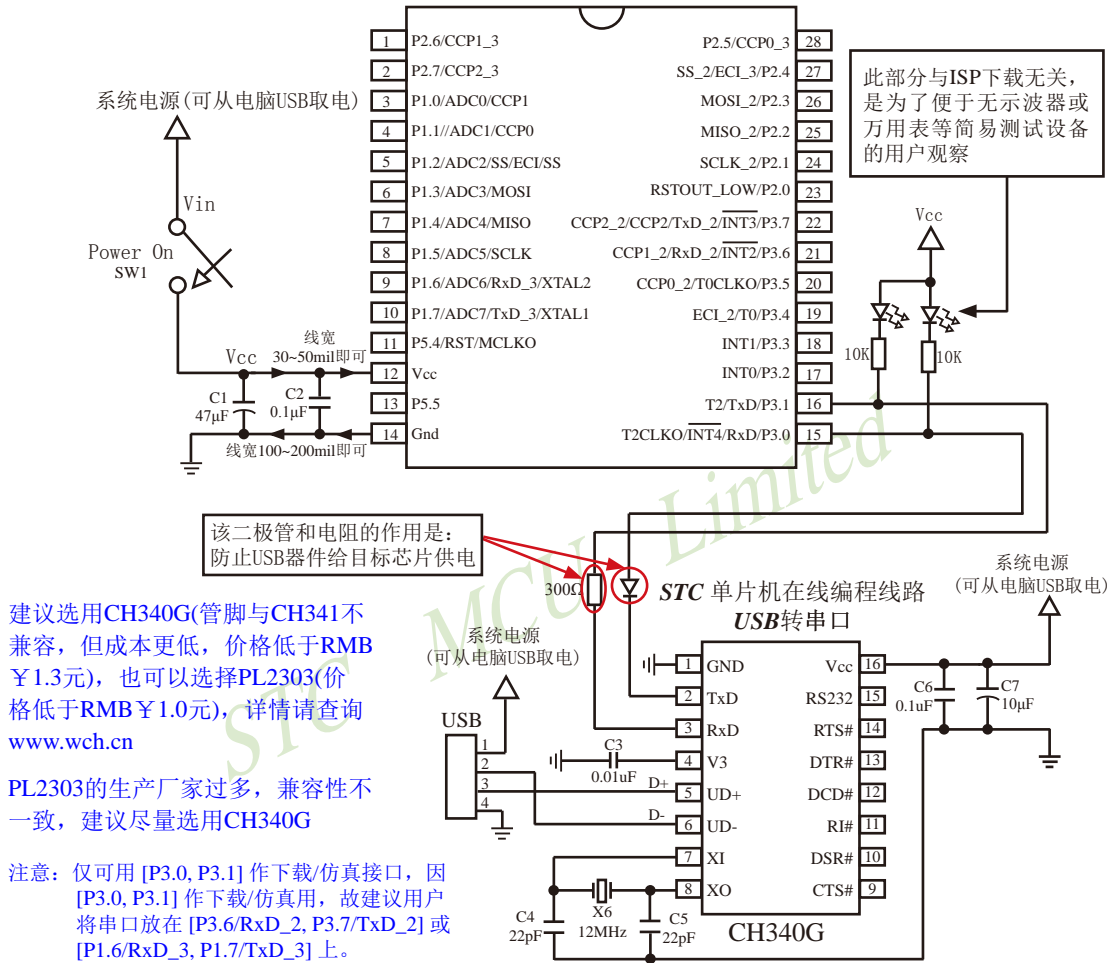 1 P2.6/CCP1_3
2 P2.7/CCP2_3
3 P1.0/ADC0/CCP1
4 P1.1//ADC1/CCP0
5 P1.2/ADC2/SS/ECI/SS
6 P1.3/ADC3/MOSI
7 P1.4/ADC4/MISO
8 P1.5/ADC5/SCLK
9 P1.6/ADC6/RxD_3/XTAL2
10 P1.7/ADC7/TxD_3/XTAL1
11 P5.4/RST/MCLKO
12 Vcc
13 P5.5
14 Gnd
P2.5/CCP0_3 28
SS_2/ECI_3/P2.4 27
MOSI_2/P2.3 26
MISO_2/P2.2 25
SCLK_2/P2.1 24
RSTOUT_LOW/P2.0 23
CCP2_2/CCP2/TxD_2/INT3/P3.7 22
CCP1_2/RxD_2/INT2/P3.6 21
CCP0_2/T0CLKO/P3.5 20
ECI_2/T0/P3.4 19
INT1/P3.3 18
INT0/P3.2 17
T2/TxD/P3.1 16
T2CLKO/INT4/RxD/P3.0 15
系统电源(可从电脑USB取电)
Vin
Power On
SW1
Vcc
线宽
30~50mil即可
C1
47μF
C2
0.1μF
线宽100~200mil即可
此部分与ISP下载无关,
是为了便于无示波器或
万用表等简易测试设备
的用户观察
Vcc
10K
10K
该二极管和电阻的作用是:
防止USB器件给目标芯片供电
300Ω
STC MCU Limited
STC 单片机在线编程线路
USB转串口
系统电源
(可从电脑USB取电)
系统电源
(可从电脑USB取电)
USB
1
2
3
4
C3
0.01uF
D+
D-
1 GND
2 TxD
3 RxD
4 V3
5 UD+
6 UD-
7 XI
8 XO
Vcc 16
RS232 15
RTS# 14
DTR# 13
DCD# 12
RI# 11
DSR# 10
CTS# 9
CH340G
C6
0.1uF
C7
10μF
C4
22pF
X6
12MHz
C5
22pF
建议选用CH340G(管脚与CH341不
兼容，但成本更低，价格低于RMB
￥1.3元)，也可以选择PL2303(价
格低于RMB￥1.0元)，详情请查询
www.wch.cn
PL2303的生产厂家过多，兼容性不
一致，建议尽量选用CH340G
注意：仅可用 [P3.0, P3.1] 作下载/仿真接口，因
[P3.0, P3.1] 作下载/仿真用，故建议用户
将串口放在 [P3.6/RxD_2, P3.7/TxD_2] 或
[P1.6/RxD_3, P1.7/TxD_3] 上。